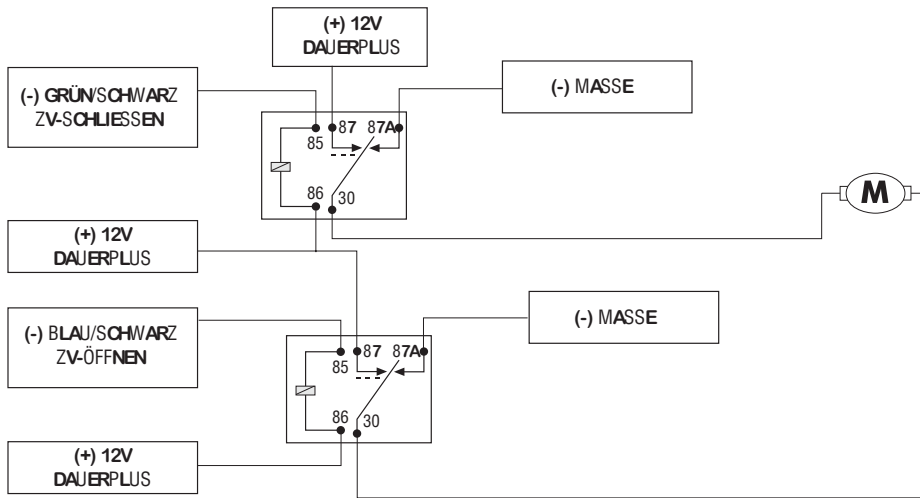 (+) 12V
DAUERPLUS
(-) GRÜN/SCHWARZ
ZV-SCHLIESSEN
(-) MASSE
87 87A
85
86 30
M
(+) 12V
DAUERPLUS
(-) BLAU/SCHWARZ
ZV-ÖFFNEN
(-) MASSE
87 87A
85
86 30
(+) 12V
DAUERPLUS